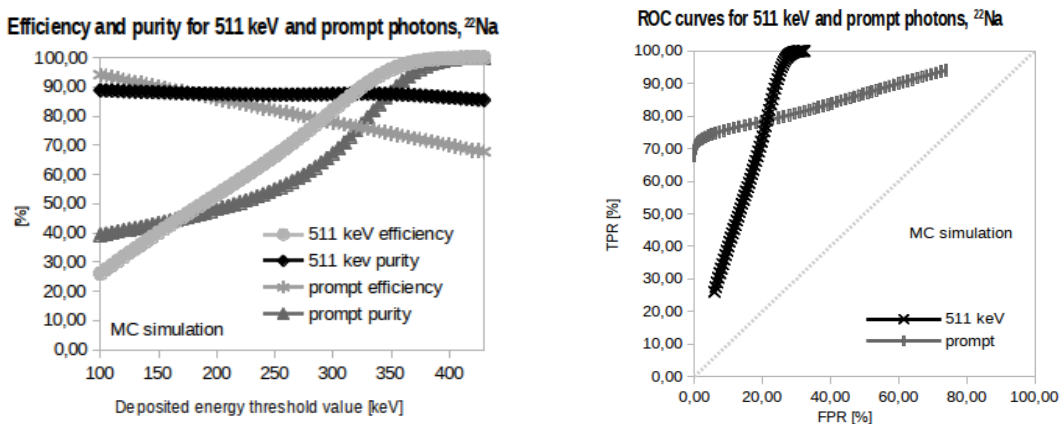 Efficiency and purity for 511 keV and prompt photons, ²²Na
[%]
100,00
90,00
80,00
70,00
60,00
50,00
40,00
30,00
20,00
10,00
0,00
511 keV efficiency
511 kev purity
prompt efficiency
prompt purity
MC simulation
100 150 200 250 300 350 400
Deposited energy threshold value [keV]
ROC curves for 511 keV and prompt photons, ²²Na
TPR [%]
100,00
90,00
80,00
70,00
60,00
50,00
40,00
30,00
20,00
10,00
0,00
MC simulation
511 keV
prompt
0,00 20,00 40,00 60,00 80,00 100,00
FPR [%]